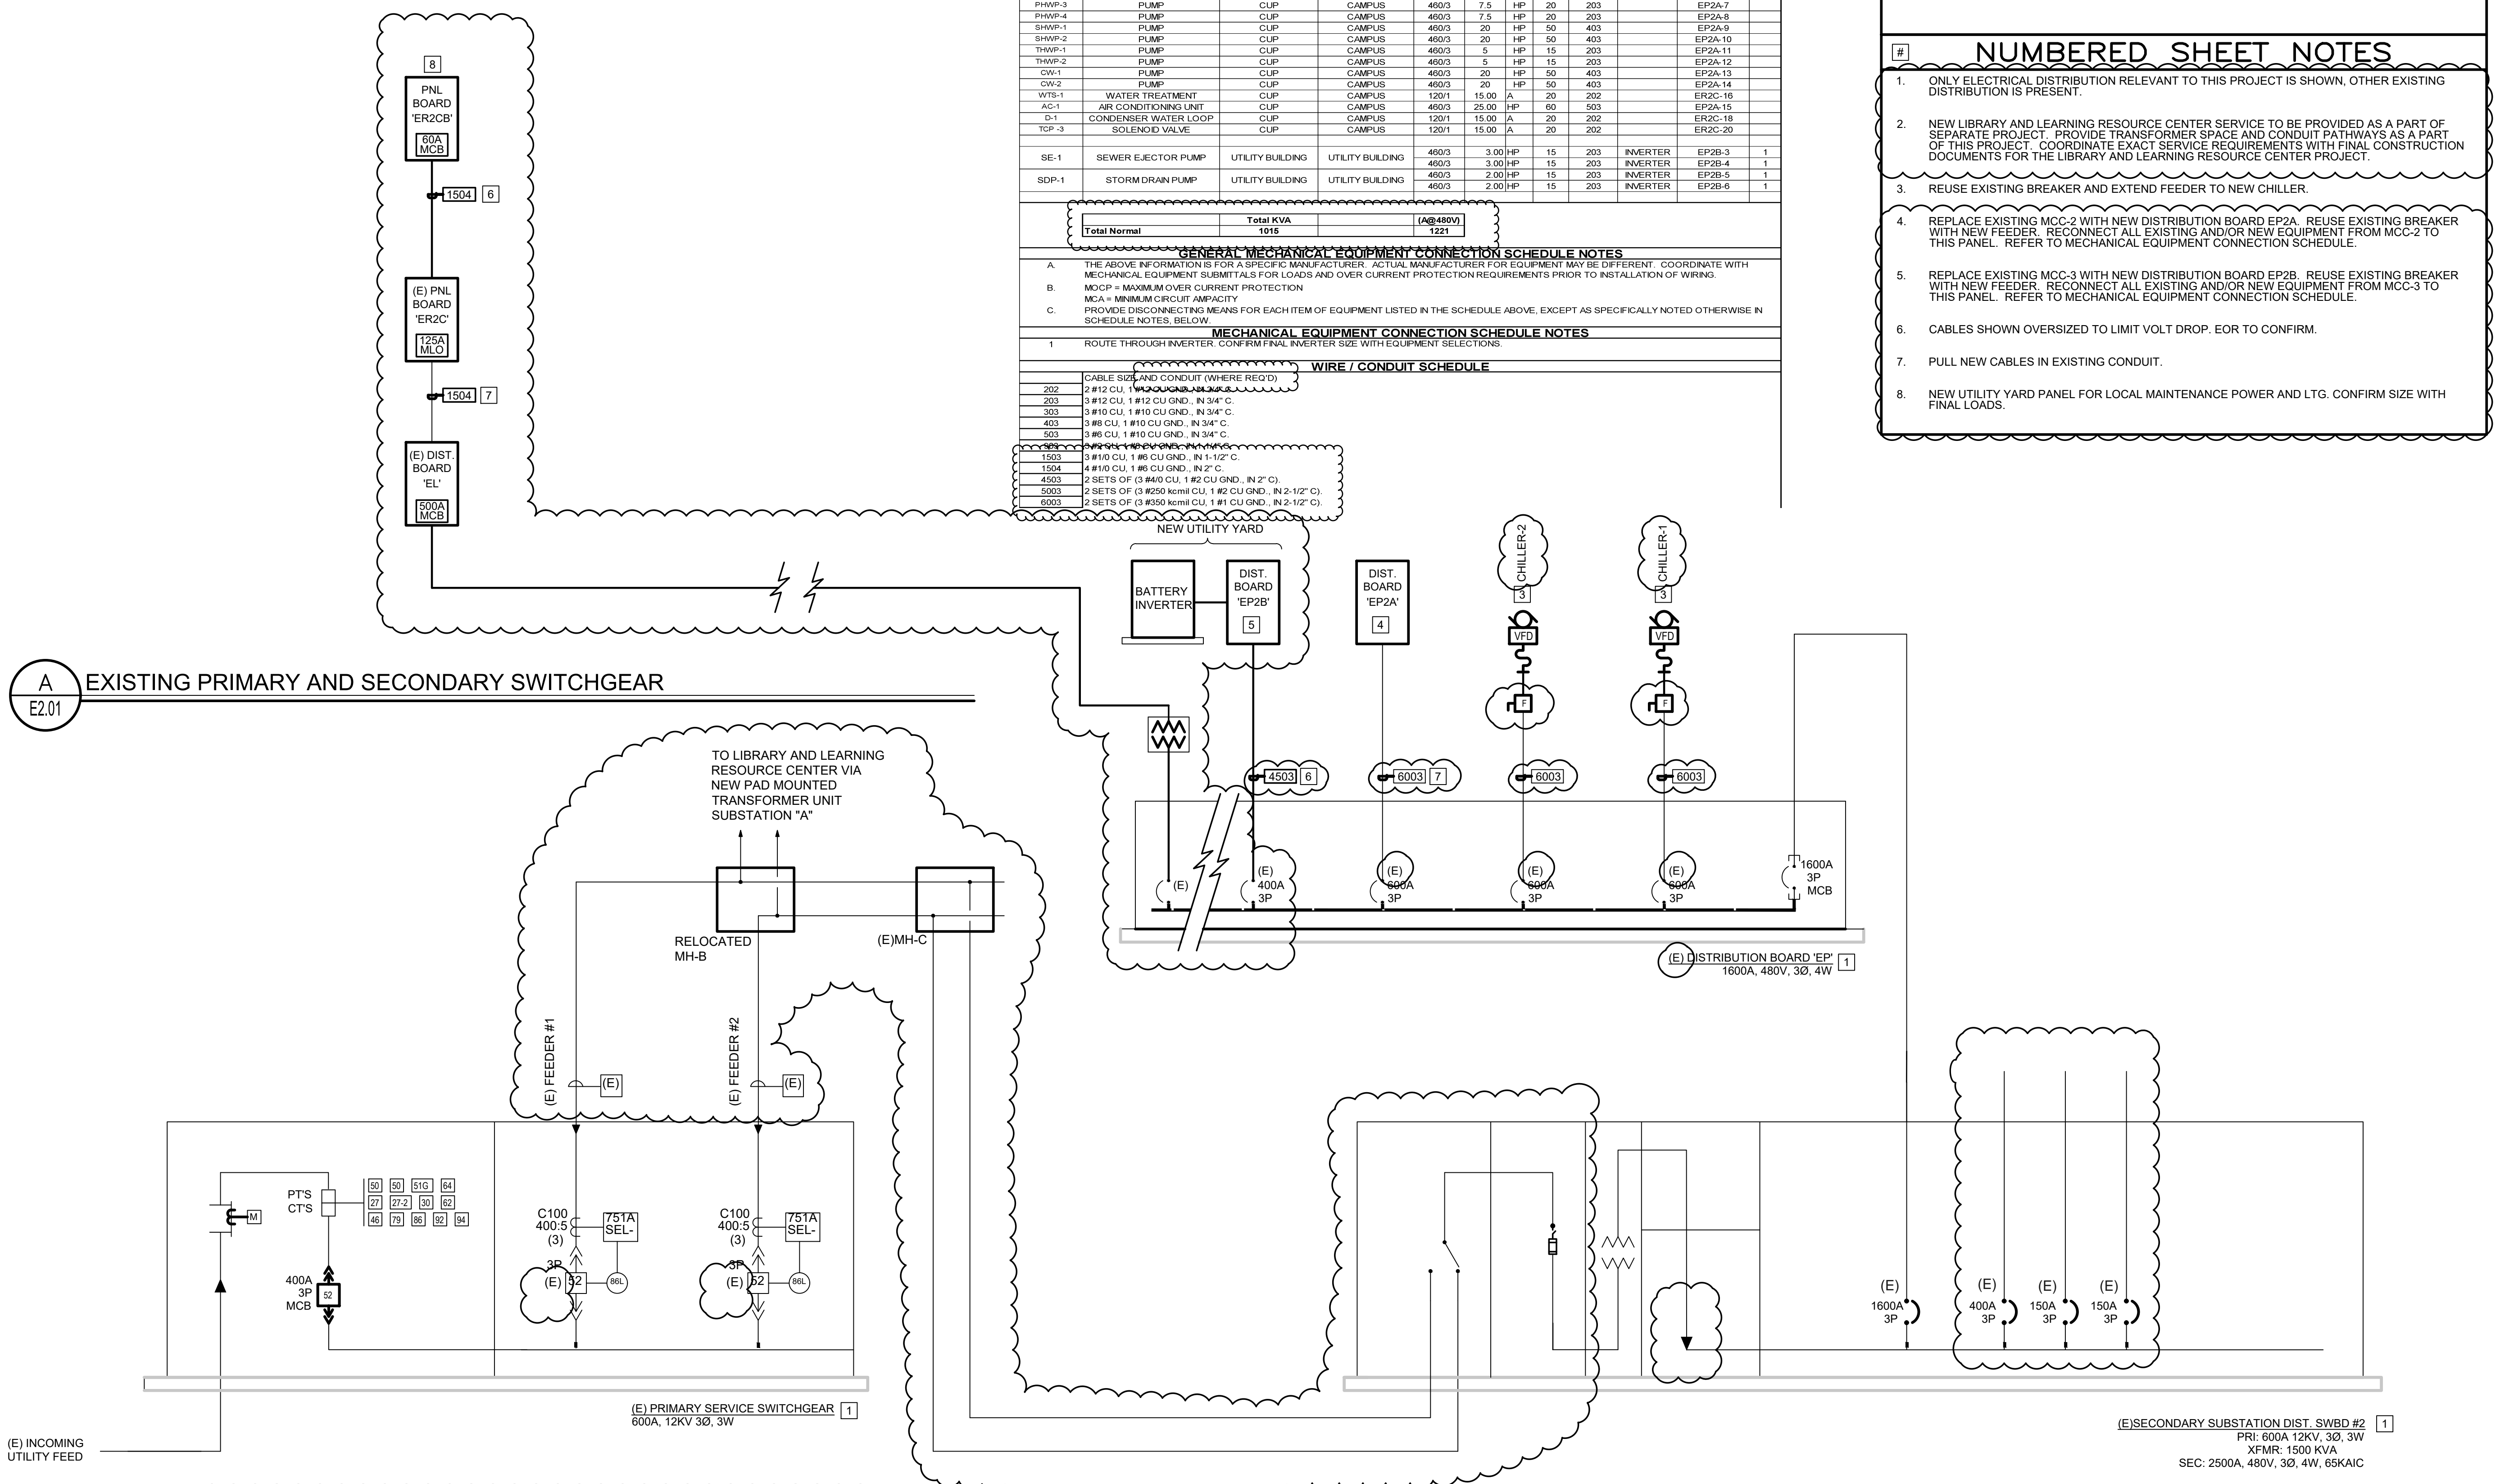 PHWP-3 PUMP CUP CAMPUS 460/3 7.5 HP 20 203 EP2A-7
PHWP-4 PUMP CUP CAMPUS 460/3 7.5 HP 20 203 EP2A-8
SHWP-1 PUMP CUP CAMPUS 460/3 20 HP 50 403 EP2A-9
SHWP-2 PUMP CUP CAMPUS 460/3 20 HP 50 403 EP2A-10
THWP-1 PUMP CUP CAMPUS 460/3 5 HP 15 203 EP2A-11
THWP-2 PUMP CUP CAMPUS 460/3 5 HP 15 203 EP2A-12
CW-1 PUMP CUP CAMPUS 460/3 20 HP 50 403 EP2A-13
CW-2 PUMP CUP CAMPUS 460/3 20 HP 50 403 EP2A-14
WTS-1 WATER TREATMENT CUP CAMPUS 120/1 15.00 A 20 202 ER2C-16
AC-1 AIR CONDITIONING UNIT CUP CAMPUS 460/3 25.00 HP 60 503 EP2A-15
D-1 CONDENSER WATER LOOP CUP CAMPUS 120/1 15.00 A 20 202 ER2C-18
TCP -3 SOLENOID VALVE CUP CAMPUS 120/1 15.00 A 20 202 ER2C-20
SE-1 SEWER EJECTOR PUMP UTILITY BUILDING UTILITY BUILDING 460/3 3.00 HP 15 203 INVERTER EP2B-3 1
460/3 3.00 HP 15 203 INVERTER EP2B-4 1
SDP-1 STORM DRAIN PUMP UTILITY BUILDING UTILITY BUILDING 460/3 2.00 HP 15 203 INVERTER EP2B-5 1
460/3 2.00 HP 15 203 INVERTER EP2B-6 1
Total KVA (A@480V)
Total Normal 1015 1221
GENERAL MECHANICAL EQUIPMENT CONNECTION SCHEDULE NOTES
A. THE ABOVE INFORMATION IS FOR A SPECIFIC MANUFACTURER. ACTUAL MANUFACTURER FOR EQUIPMENT MAY BE DIFFERENT. COORDINATE WITH
MECHANICAL EQUIPMENT SUBMITTALS FOR LOADS AND OVER CURRENT PROTECTION REQUIREMENTS PRIOR TO INSTALLATION OF WIRING.
B. MOCP = MAXIMUM OVER CURRENT PROTECTION
MCA = MINIMUM CIRCUIT AMPACITY
C. PROVIDE DISCONNECTING MEANS FOR EACH ITEM OF EQUIPMENT LISTED IN THE SCHEDULE ABOVE, EXCEPT AS SPECIFICALLY NOTED OTHERWISE IN
SCHEDULE NOTES, BELOW.
MECHANICAL EQUIPMENT CONNECTION SCHEDULE NOTES
1 ROUTE THROUGH INVERTER. CONFIRM FINAL INVERTER SIZE WITH EQUIPMENT SELECTIONS.
WIRE / CONDUIT SCHEDULE
CABLE SIZE AND CONDUIT (WHERE REQ'D)
202 2 #12 CU, 1 #12 CU GND., IN 3/4" C.
203 3 #12 CU, 1 #12 CU GND., IN 3/4" C.
303 3 #10 CU, 1 #10 CU GND., IN 3/4" C.
403 3 #8 CU, 1 #10 CU GND., IN 3/4" C.
503 3 #6 CU, 1 #10 CU GND., IN 3/4" C.
1503 3 #1/0 CU, 1 #6 CU GND., IN 1-1/2" C.
1504 4 #1/0 CU, 1 #6 CU GND., IN 2" C.
4503 2 SETS OF (3 #4/0 CU, 1 #2 CU GND., IN 2" C).
5003 2 SETS OF (3 #250 kcmil CU, 1 #2 CU GND., IN 2-1/2" C).
6003 2 SETS OF (3 #350 kcmil CU, 1 #1 CU GND., IN 2-1/2" C).
# NUMBERED SHEET NOTES
1. ONLY ELECTRICAL DISTRIBUTION RELEVANT TO THIS PROJECT IS SHOWN, OTHER EXISTING
DISTRIBUTION IS PRESENT.
2. NEW LIBRARY AND LEARNING RESOURCE CENTER SERVICE TO BE PROVIDED AS A PART OF
SEPARATE PROJECT. PROVIDE TRANSFORMER SPACE AND CONDUIT PATHWAYS AS A PART
OF THIS PROJECT. COORDINATE EXACT SERVICE REQUIREMENTS WITH FINAL CONSTRUCTION
DOCUMENTS FOR THE LIBRARY AND LEARNING RESOURCE CENTER PROJECT.
3. REUSE EXISTING BREAKER AND EXTEND FEEDER TO NEW CHILLER.
4. REPLACE EXISTING MCC-2 WITH NEW DISTRIBUTION BOARD EP2A. REUSE EXISTING BREAKER
WITH NEW FEEDER. RECONNECT ALL EXISTING AND/OR NEW EQUIPMENT FROM MCC-2 TO
THIS PANEL. REFER TO MECHANICAL EQUIPMENT CONNECTION SCHEDULE.
5. REPLACE EXISTING MCC-3 WITH NEW DISTRIBUTION BOARD EP2B. REUSE EXISTING BREAKER
WITH NEW FEEDER. RECONNECT ALL EXISTING AND/OR NEW EQUIPMENT FROM MCC-3 TO
THIS PANEL. REFER TO MECHANICAL EQUIPMENT CONNECTION SCHEDULE.
6. CABLES SHOWN OVERSIZED TO LIMIT VOLT DROP. EOR TO CONFIRM.
7. PULL NEW CABLES IN EXISTING CONDUIT.
8. NEW UTILITY YARD PANEL FOR LOCAL MAINTENANCE POWER AND LTG. CONFIRM SIZE WITH
FINAL LOADS.
8
PNL
BOARD
'ER2CB'
60A
MCB
1504 6
(E) PNL
BOARD
'ER2C'
125A
MLO
1504 7
(E) DIST.
BOARD
'EL'
500A
MCB
NEW UTILITY YARD
BATTERY
INVERTER
DIST.
BOARD
'EP2B'
5
DIST.
BOARD
'EP2A'
4
CHILLER-2
3
VFD
F
CHILLER-1
3
VFD
F
4503 6
6003 7
6003
6003
(E)
(E)
400A
3P
(E)
600A
3P
(E)
600A
3P
(E)
600A
3P
1600A
3P
MCB
(E) DISTRIBUTION BOARD 'EP' 1
1600A, 480V, 3Ø, 4W
A
E2.01
EXISTING PRIMARY AND SECONDARY SWITCHGEAR
TO LIBRARY AND LEARNING
RESOURCE CENTER VIA
NEW PAD MOUNTED
TRANSFORMER UNIT
SUBSTATION "A"
RELOCATED
MH-B
(E)MH-C
(E) FEEDER #1
(E)
(E) FEEDER #2
(E)
M
PT'S
CT'S
50 50 51G 64
27 27-2 30 62
46 79 86 92 94
400A
3P
MCB
52
C100
400:5
(3)
751A
SEL-
3P
(E) 52 86L
C100
400:5
(3)
751A
SEL-
3P
(E) 52 86L
(E) PRIMARY SERVICE SWITCHGEAR 1
600A, 12KV 3Ø, 3W
(E) INCOMING
UTILITY FEED
(E)
1600A
3P
(E)
400A
3P
(E)
150A
3P
(E)
150A
3P
(E)SECONDARY SUBSTATION DIST. SWBD #2 1
PRI: 600A 12KV, 3Ø, 3W
XFMR: 1500 KVA
SEC: 2500A, 480V, 3Ø, 4W, 65KAIC